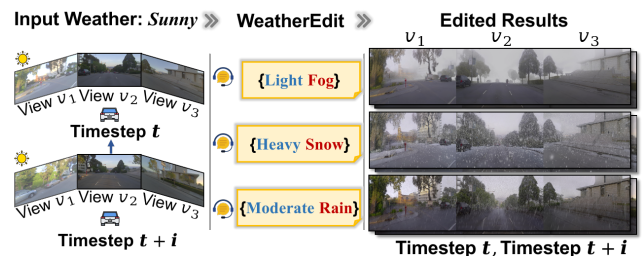 Input Weather: Sunny » WeatherEdit » Edited Results
v₁ v₂ v₃
View v₁ View v₂ View v₃
Timestep t
View v₁ View v₂ View v₃
Timestep t + i
{Light Fog}
{Heavy Snow}
{Moderate Rain}
Timestep t, Timestep t + i